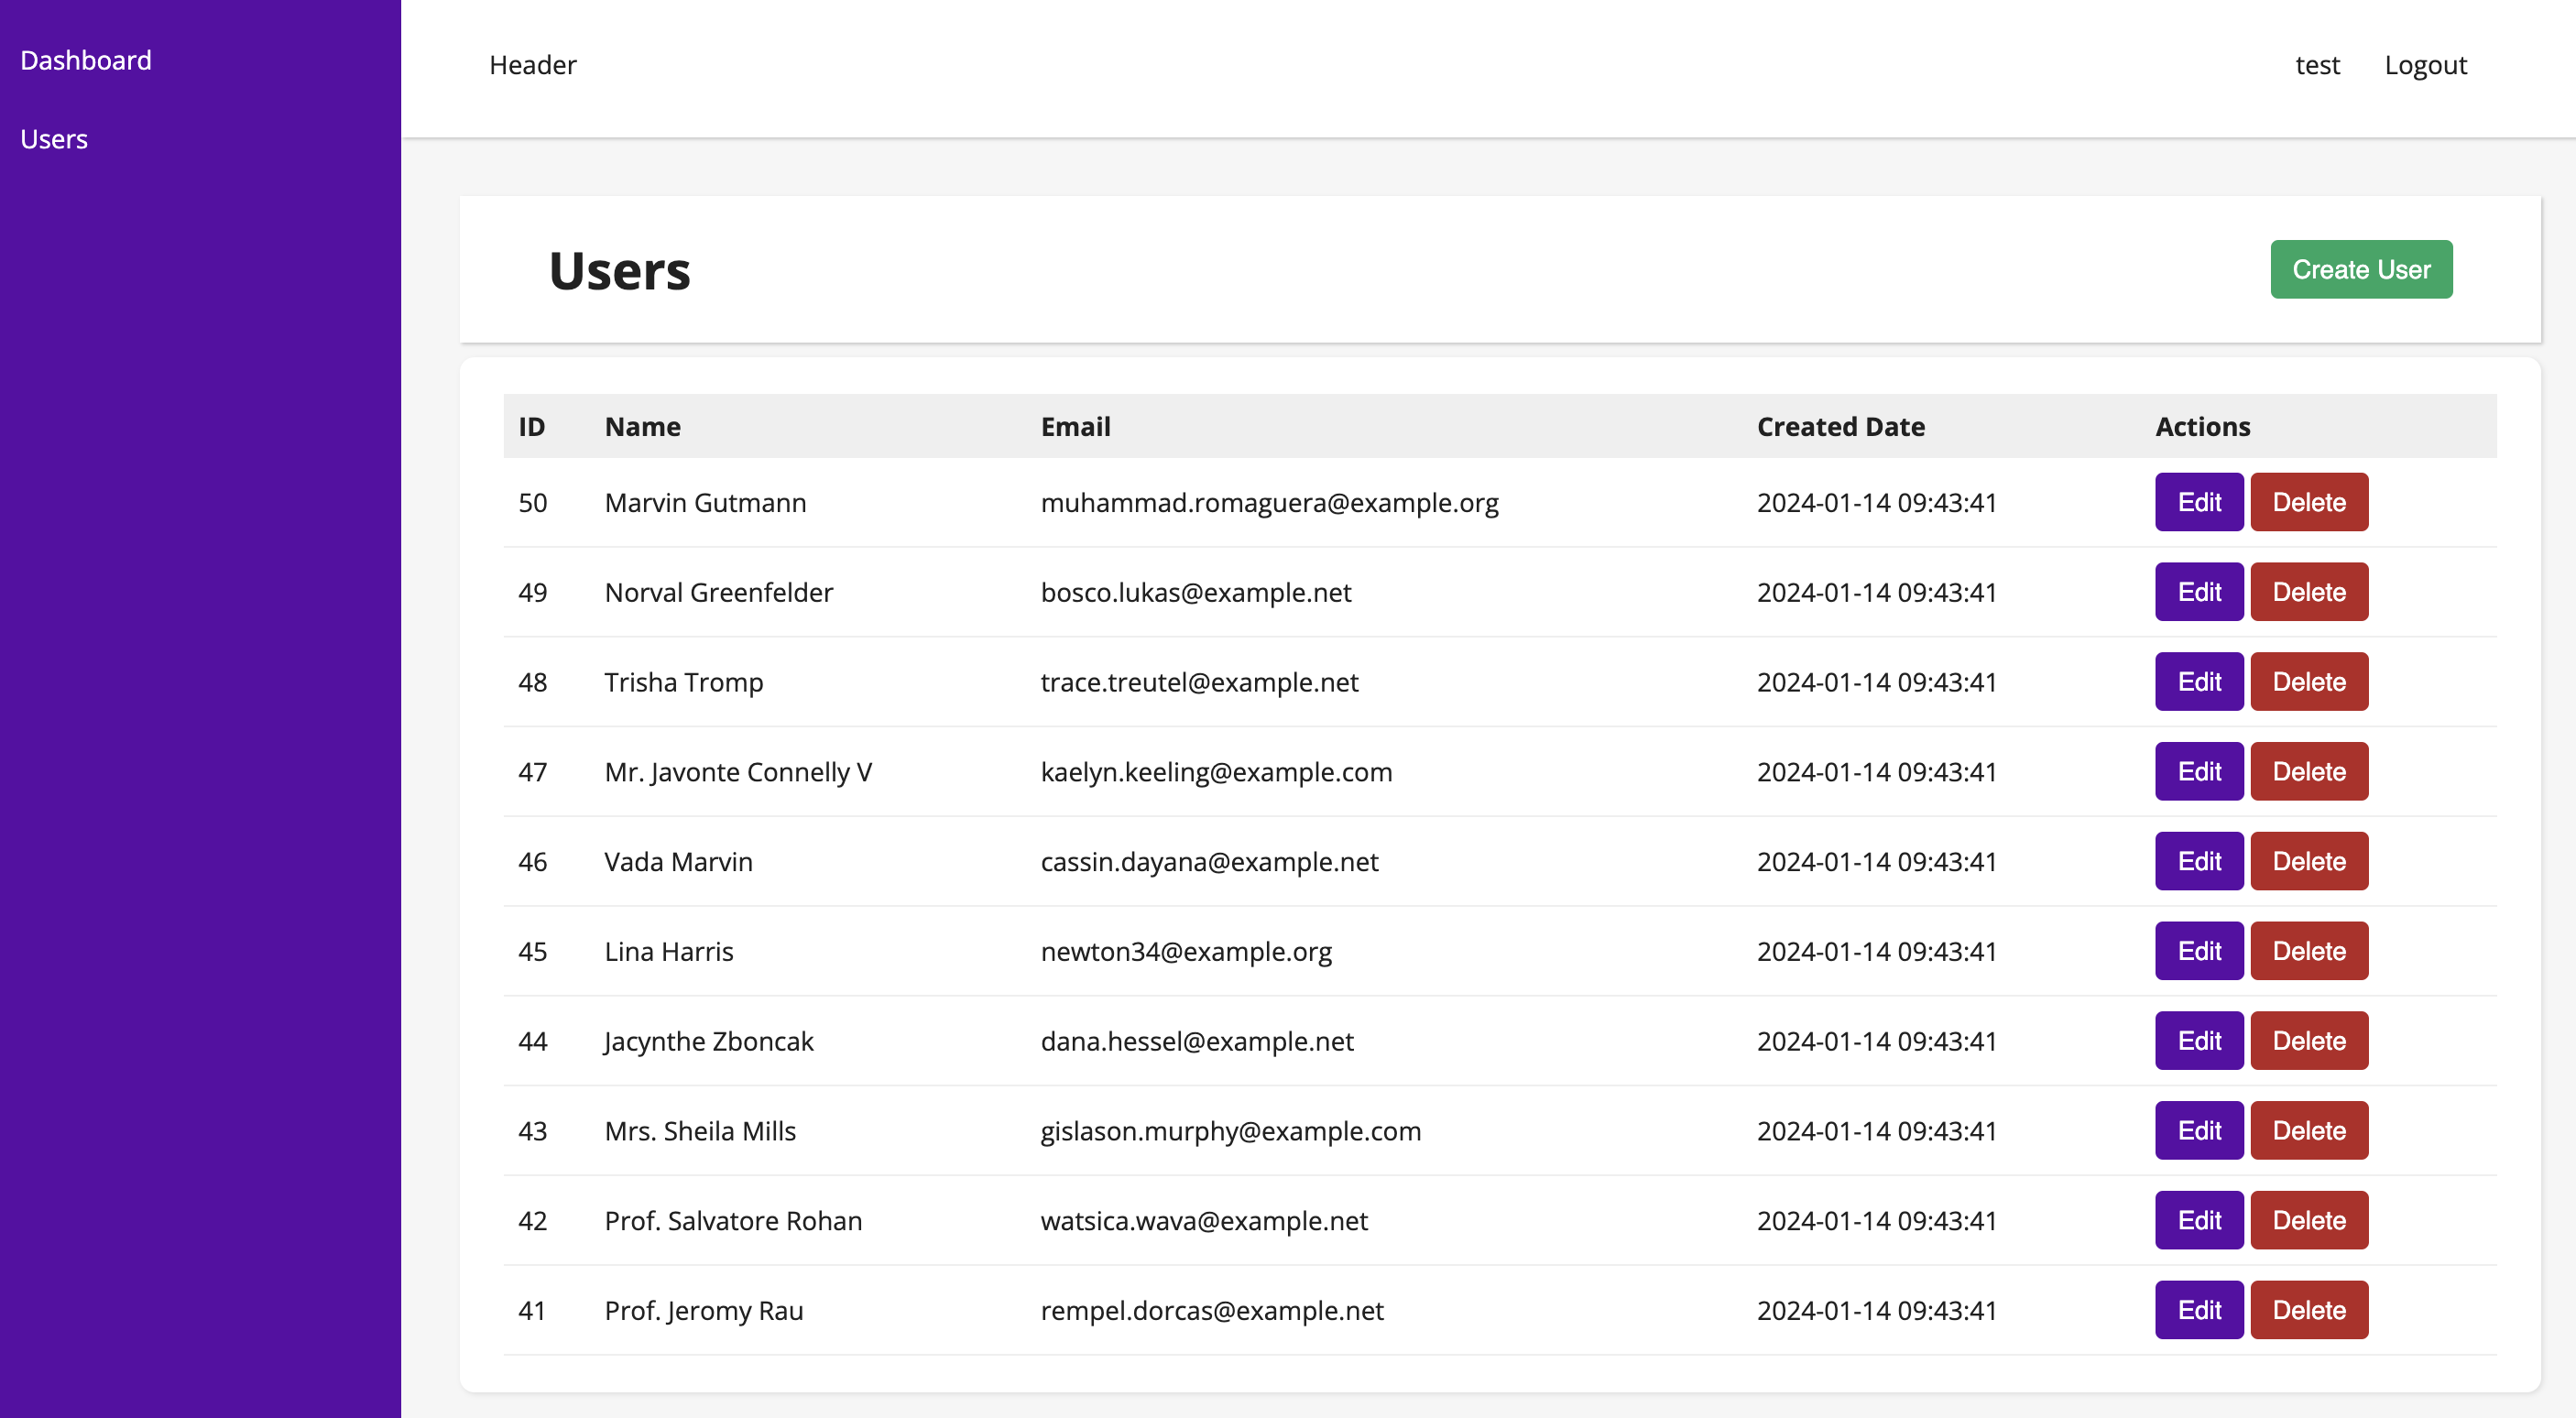 Dashboard
Users
Header
test Logout
Users
Create User
ID Name Email Created Date Actions
50 Marvin Gutmann muhammad.romaguera@example.org 2024-01-14 09:43:41 Edit Delete
49 Norval Greenfelder bosco.lukas@example.net 2024-01-14 09:43:41 Edit Delete
48 Trisha Tromp trace.treutel@example.net 2024-01-14 09:43:41 Edit Delete
47 Mr. Javonte Connelly V kaelyn.keeling@example.com 2024-01-14 09:43:41 Edit Delete
46 Vada Marvin cassin.dayana@example.net 2024-01-14 09:43:41 Edit Delete
45 Lina Harris newton34@example.org 2024-01-14 09:43:41 Edit Delete
44 Jacynthe Zboncak dana.hessel@example.net 2024-01-14 09:43:41 Edit Delete
43 Mrs. Sheila Mills gislason.murphy@example.com 2024-01-14 09:43:41 Edit Delete
42 Prof. Salvatore Rohan watsica.wava@example.net 2024-01-14 09:43:41 Edit Delete
41 Prof. Jeromy Rau rempel.dorcas@example.net 2024-01-14 09:43:41 Edit Delete